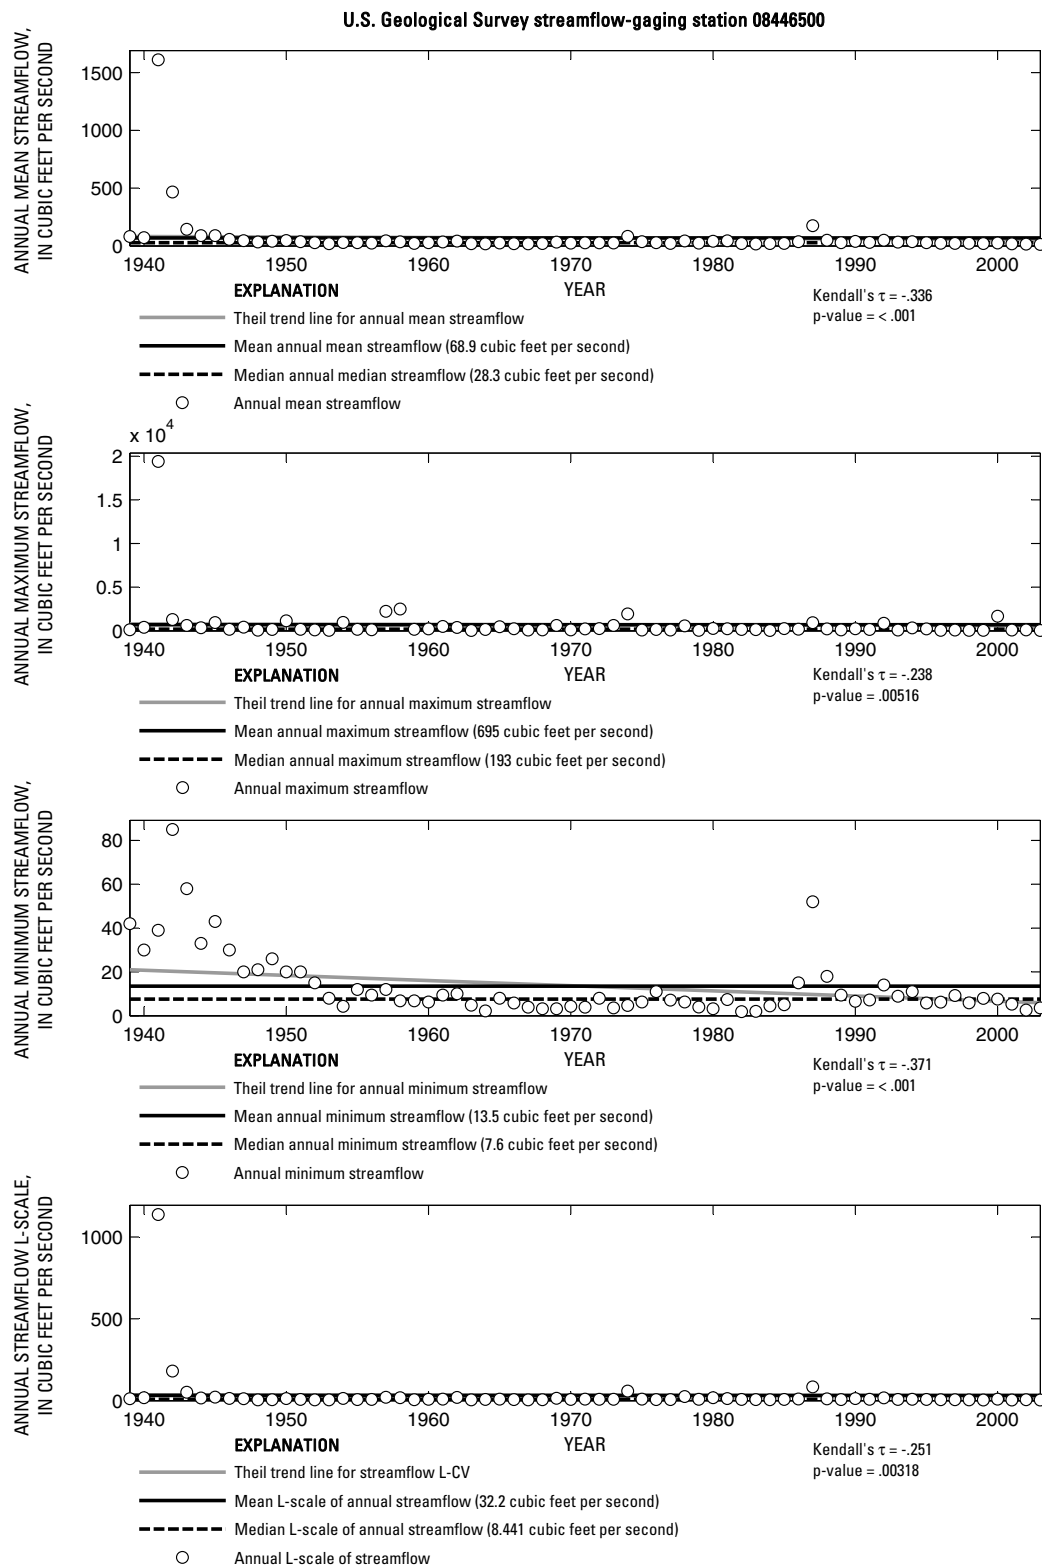 U.S. Geological Survey streamflow-gaging station 08446500
ANNUAL MEAN STREAMFLOW,
IN CUBIC FEET PER SECOND
1500
1000
500
0
1940 1950 1960 1970 1980 1990 2000
YEAR
EXPLANATION
Theil trend line for annual mean streamflow
Mean annual mean streamflow (68.9 cubic feet per second)
Median annual median streamflow (28.3 cubic feet per second)
Annual mean streamflow
Kendall's τ = -.336
p-value = < .001
ANNUAL MAXIMUM STREAMFLOW,
IN CUBIC FEET PER SECOND
x 10^4
2
1.5
1
0.5
0
1940 1950 1960 1970 1980 1990 2000
YEAR
EXPLANATION
Theil trend line for annual maximum streamflow
Mean annual maximum streamflow (695 cubic feet per second)
Median annual maximum streamflow (193 cubic feet per second)
Annual maximum streamflow
Kendall's τ = -.238
p-value = .00516
ANNUAL MINIMUM STREAMFLOW,
IN CUBIC FEET PER SECOND
80
60
40
20
0
1940 1950 1960 1970 1980 1990 2000
YEAR
EXPLANATION
Theil trend line for annual minimum streamflow
Mean annual minimum streamflow (13.5 cubic feet per second)
Median annual minimum streamflow (7.6 cubic feet per second)
Annual minimum streamflow
Kendall's τ = -.371
p-value = < .001
ANNUAL STREAMFLOW L-SCALE,
IN CUBIC FEET PER SECOND
1000
500
0
1940 1950 1960 1970 1980 1990 2000
YEAR
EXPLANATION
Theil trend line for streamflow L-CV
Mean L-scale of annual streamflow (32.2 cubic feet per second)
Median L-scale of annual streamflow (8.441 cubic feet per second)
Annual L-scale of streamflow
Kendall's τ = -.251
p-value = .00318